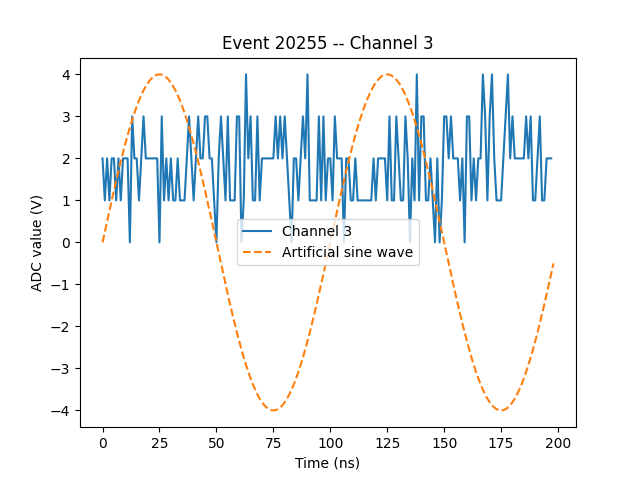 Event 20255 -- Channel 3
ADC value (V)
4
3
2
1
0
−1
−2
−3
−4
Channel 3
Artificial sine wave
0 25 50 75 100 125 150 175 200
Time (ns)